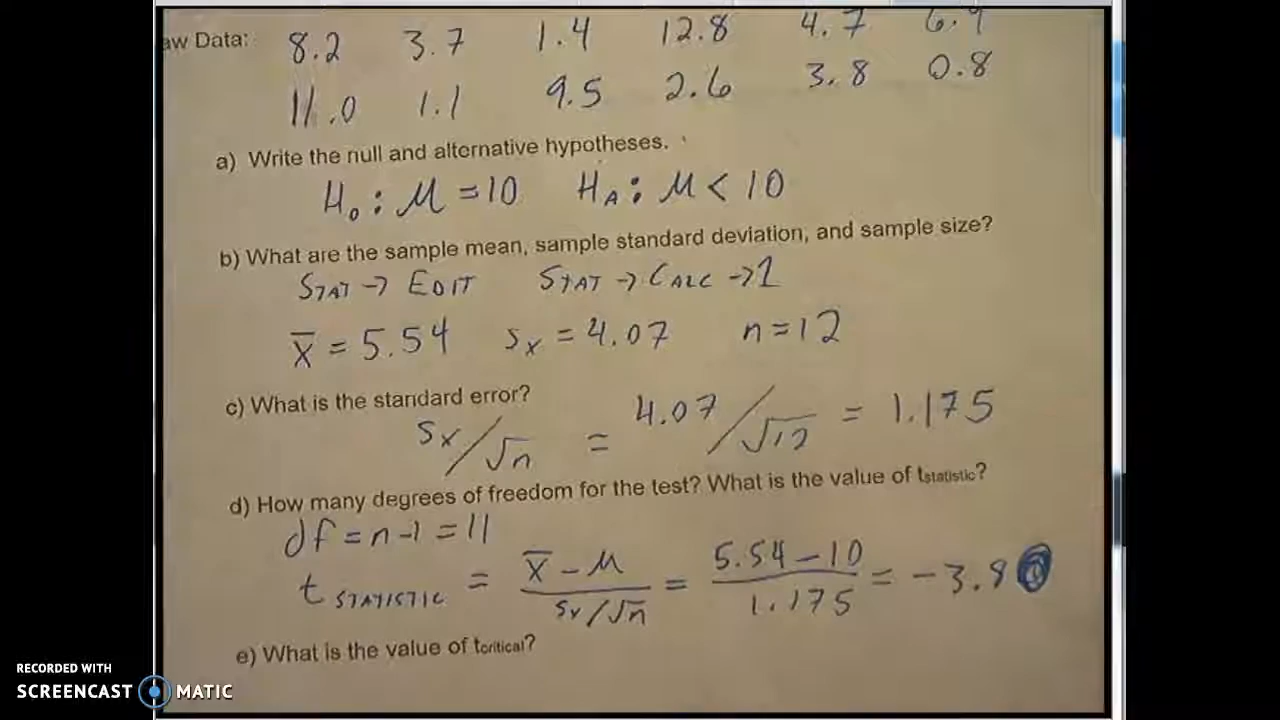 aw Data: 8.2 3.7 1.4 12.8 4.7 6.9
11.0 1.1 9.5 2.6 3.8 0.8
a) Write the null and alternative hypotheses.
H₀ : μ = 10 H_A : μ < 10
b) What are the sample mean, sample standard deviation, and sample size?
STAT → EDIT STAT → CALC → 1
x̄ = 5.54 sₓ = 4.07 n = 12
c) What is the standard error?
sₓ/√n = 4.07/√12 = 1.175
d) How many degrees of freedom for the test? What is the value of tstatistic?
df = n - 1 = 11
t STATISTIC = (x̄ - μ)/(sₓ/√n) = (5.54 - 10)/1.175 = -3.8
e) What is the value of tcritical?
RECORDED WITH
SCREENCAST MATIC